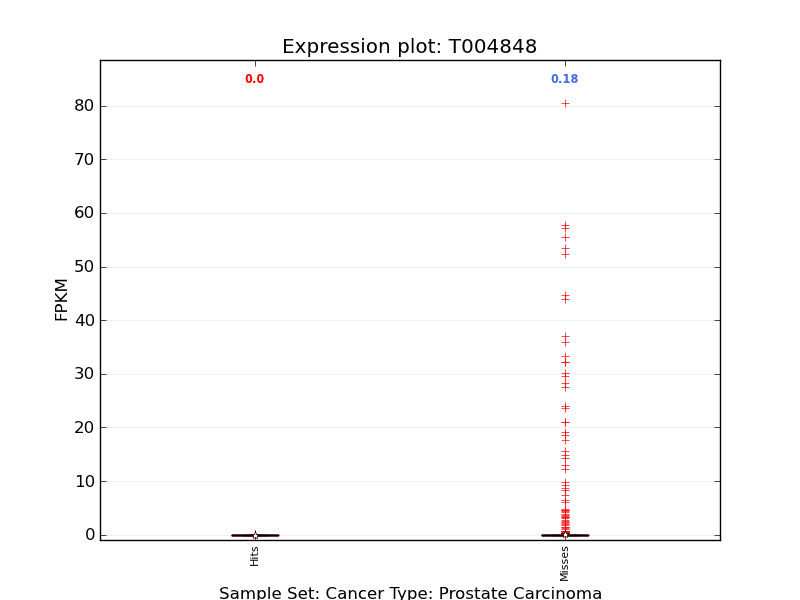 Expression plot: T004848
0.0
0.18
80
70
60
50
40
30
20
10
0
FPKM
Hits
Misses
Sample Set: Cancer Type: Prostate Carcinoma